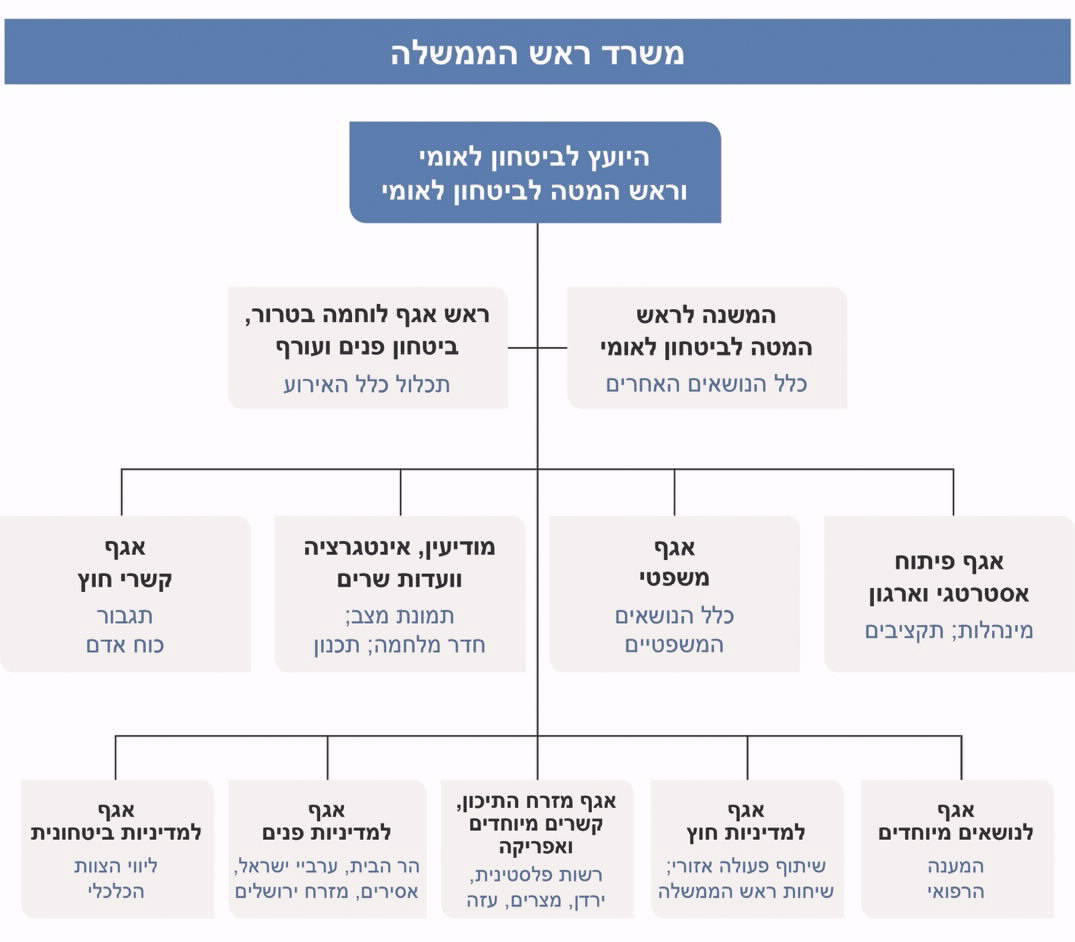 משרד ראש הממשלה
היועץ לביטחון לאומי
וראש המטה לביטחון לאומי
המשנה לראש
המטה לביטחון לאומי
כלל הנושאים האחרים
ראש אגף לוחמה בטרור,
ביטחון פנים ועורף
תכלול כלל האירוע
אגף פיתוח
אסטרטגי וארגון
מינהלות; תקציבים
אגף
משפטי
כלל הנושאים
המשפטיים
מודיעין, אינטגרציה
וועדות שרים
תמונת מצב;
חדר מלחמה; תכנון
אגף
קשרי חוץ
תגבור
כוח אדם
אגף
לנושאים מיוחדים
המענה
הרפואי
אגף
למדיניות חוץ
שיתוף פעולה אזורי;
שיחות ראש הממשלה
אגף מזרח התיכון,
קשרים מיוחדים
ואפריקה
רשות פלסטינית,
ירדן, מצרים, עזה
אגף
למדיניות פנים
הר הבית, ערביי ישראל,
אסירים, מזרח ירושלים
אגף
למדיניות ביטחונית
ליווי הצוות
הכלכלי